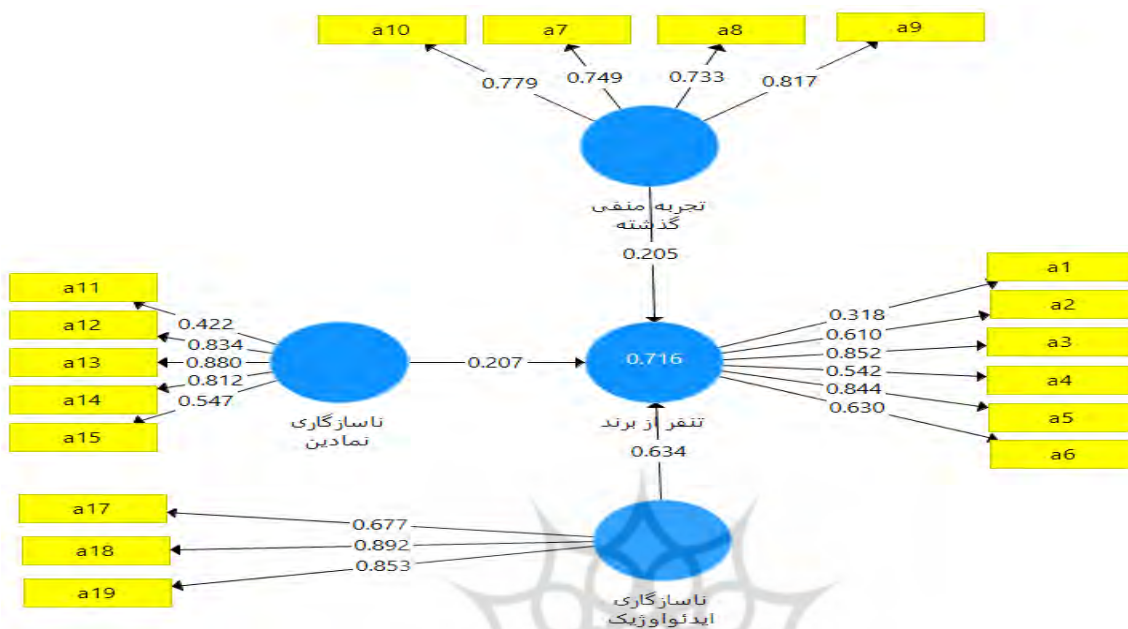 a10
a7
a8
a9
0.779
0.749
0.733
0.817
تجربه منفی
گذشته
0.205
a11
a12
a13
a14
a15
0.422
0.834
0.880
0.812
0.547
ناسازگاری
نمادین
0.207
0.716
تنفر از برند
0.318
0.610
0.852
0.542
0.844
0.630
a1
a2
a3
a4
a5
a6
0.634
a17
a18
a19
0.677
0.892
0.853
ناسازگاری
ایدئولوژیک